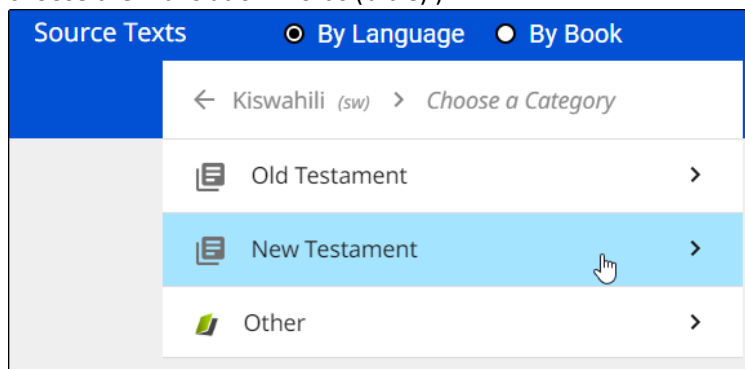 Source Texts By Language By Book
← Kiswahili (sw) > Choose a Category
Old Testament >
New Testament >
Other >